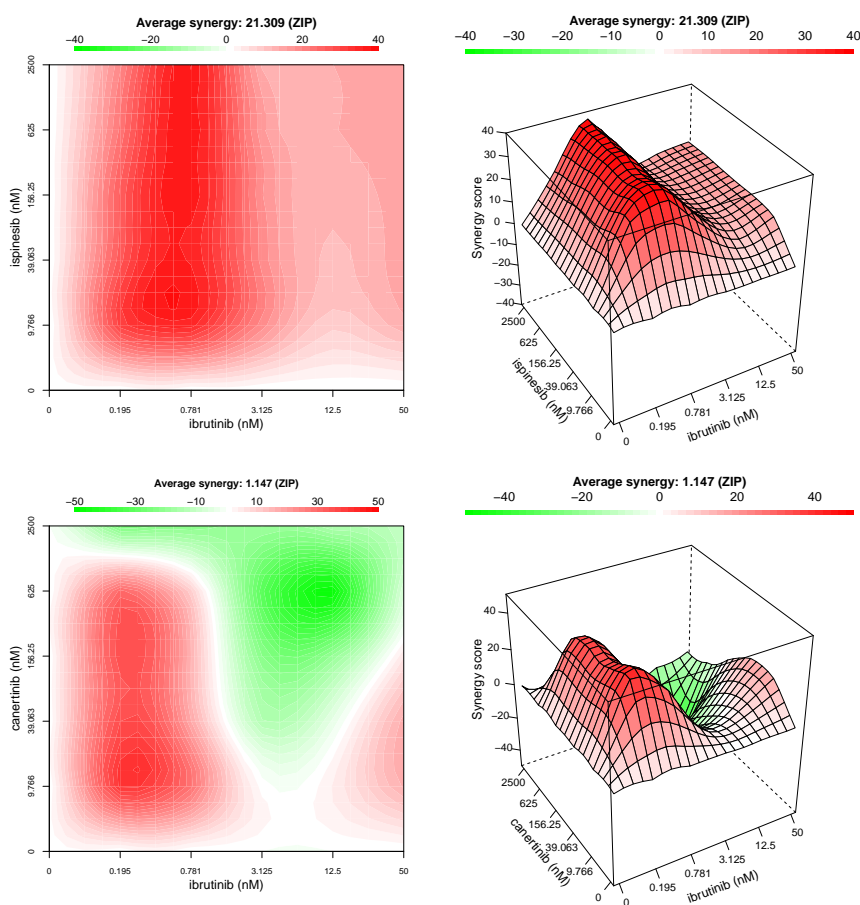 Average synergy: 21.309 (ZIP)
−40 −20 0 20 40
2500
625
156.25
39.063
9.766
0
ispinesib (nM)
0 0.195 0.781 3.125 12.5 50
ibrutinib (nM)
Average synergy: 21.309 (ZIP)
−40 −30 −20 −10 0 10 20 30 40
40
30
20
10
0
−10
−20
−30
−40
Synergy score
2500
625
156.25
39.063
9.766
0
ispinesib (nM)
0 0.195 0.781 3.125 12.5 50
ibrutinib (nM)
Average synergy: 1.147 (ZIP)
−50 −30 −10 10 30 50
2500
625
156.25
39.063
9.766
0
canertinib (nM)
0 0.195 0.781 3.125 12.5 50
ibrutinib (nM)
Average synergy: 1.147 (ZIP)
−40 −20 0 20 40
40
20
0
−20
−40
Synergy score
2500
625
156.25
39.063
9.766
0
canertinib (nM)
0 0.195 0.781 3.125 12.5 50
ibrutinib (nM)